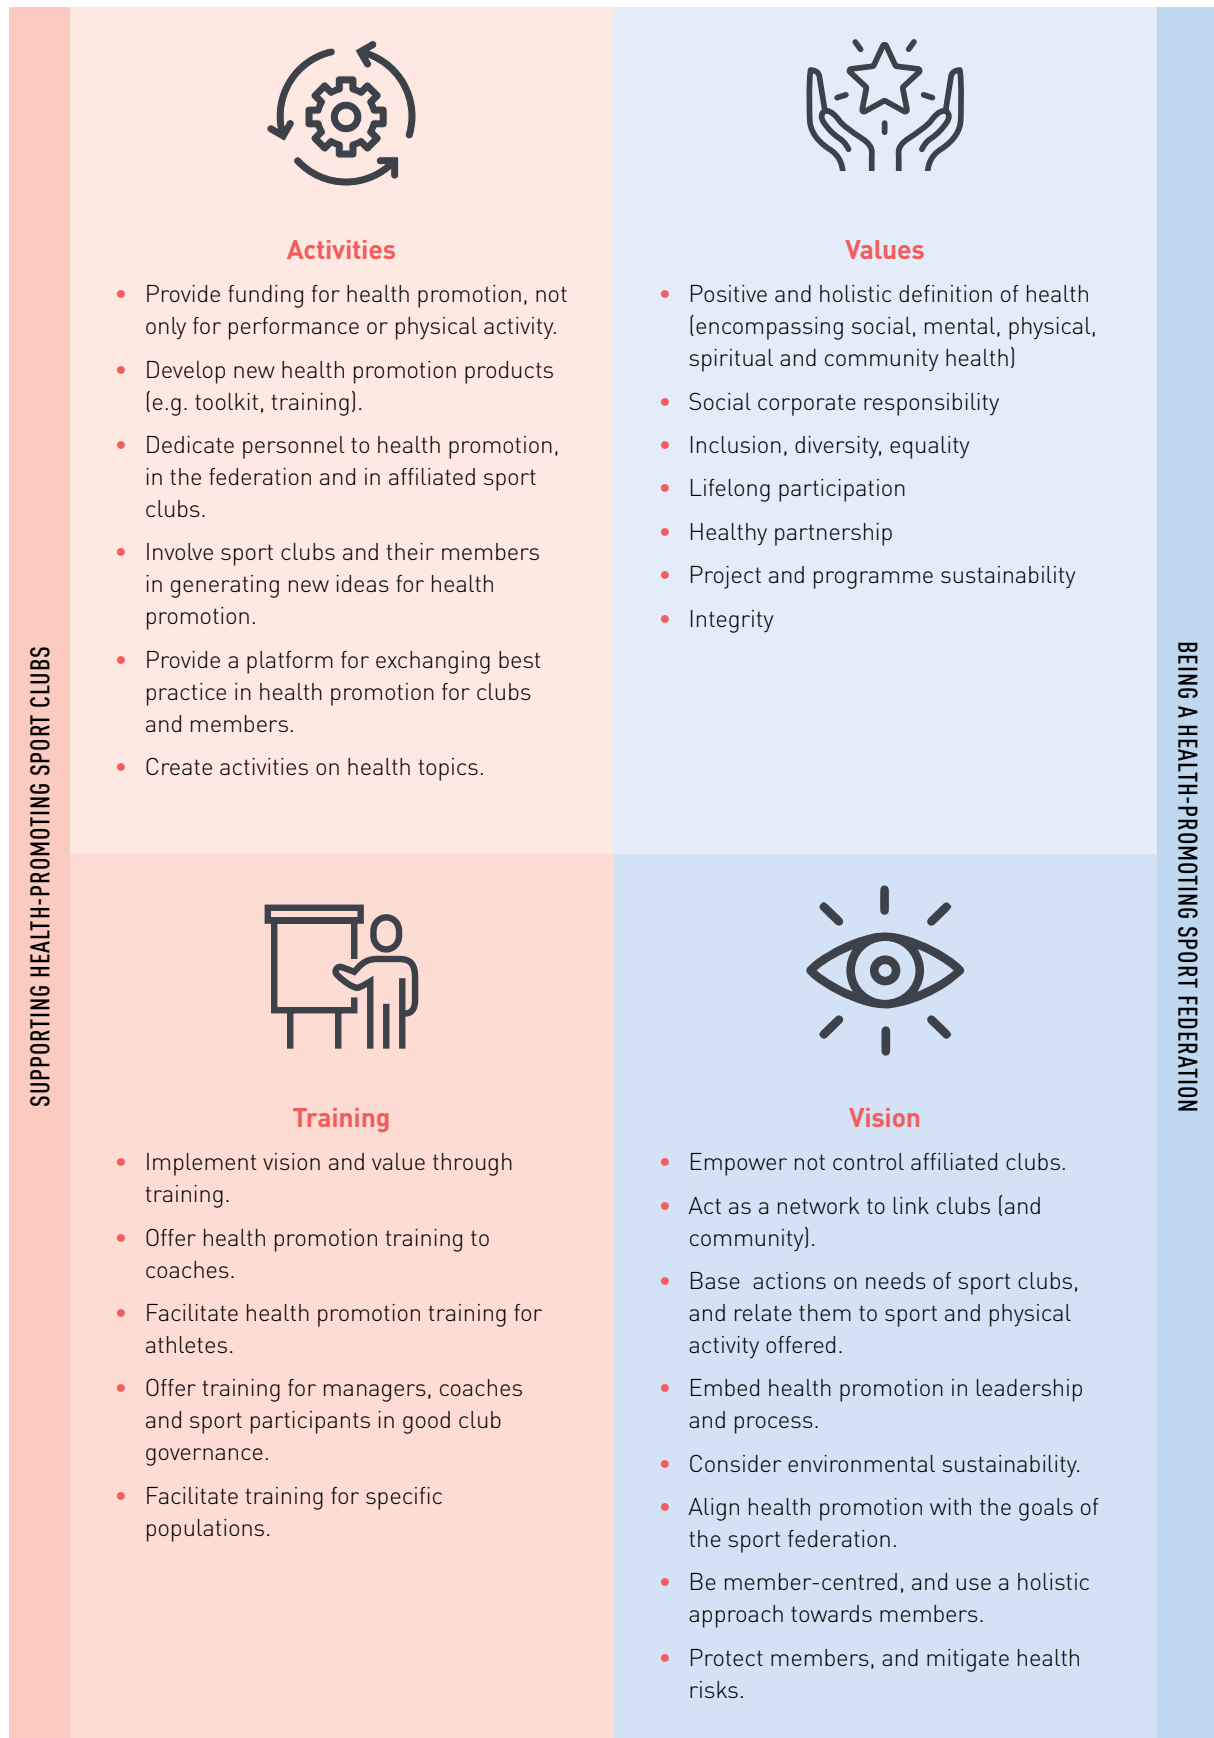 SUPPORTING HEALTH-PROMOTING SPORT CLUBS
Activities
• Provide funding for health promotion, not
only for performance or physical activity.
• Develop new health promotion products
(e.g. toolkit, training).
• Dedicate personnel to health promotion,
in the federation and in affiliated sport
clubs.
• Involve sport clubs and their members
in generating new ideas for health
promotion.
• Provide a platform for exchanging best
practice in health promotion for clubs
and members.
• Create activities on health topics.
Values
• Positive and holistic definition of health
(encompassing social, mental, physical,
spiritual and community health)
• Social corporate responsibility
• Inclusion, diversity, equality
• Lifelong participation
• Healthy partnership
• Project and programme sustainability
• Integrity
Training
• Implement vision and value through
training.
• Offer health promotion training to
coaches.
• Facilitate health promotion training for
athletes.
• Offer training for managers, coaches
and sport participants in good club
governance.
• Facilitate training for specific
populations.
Vision
• Empower not control affiliated clubs.
• Act as a network to link clubs (and
community).
• Base actions on needs of sport clubs,
and relate them to sport and physical
activity offered.
• Embed health promotion in leadership
and process.
• Consider environmental sustainability.
• Align health promotion with the goals of
the sport federation.
• Be member-centred, and use a holistic
approach towards members.
• Protect members, and mitigate health
risks.
BEING A HEALTH-PROMOTING SPORT FEDERATION